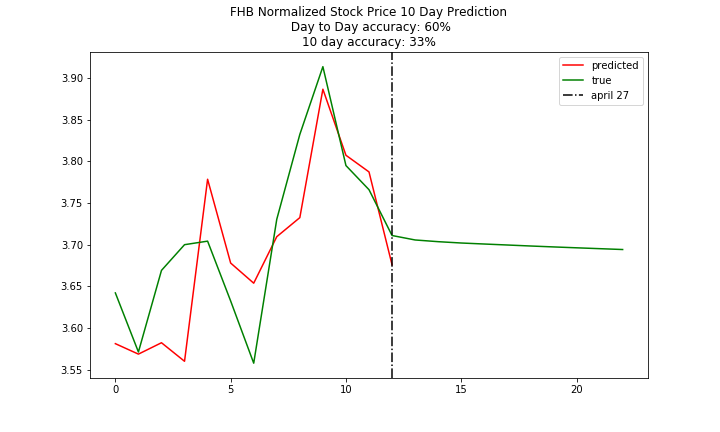 FHB Normalized Stock Price 10 Day Prediction
Day to Day accuracy: 60%
10 day accuracy: 33%
predicted
true
april 27
3.90
3.85
3.80
3.75
3.70
3.65
3.60
3.55
0
5
10
15
20